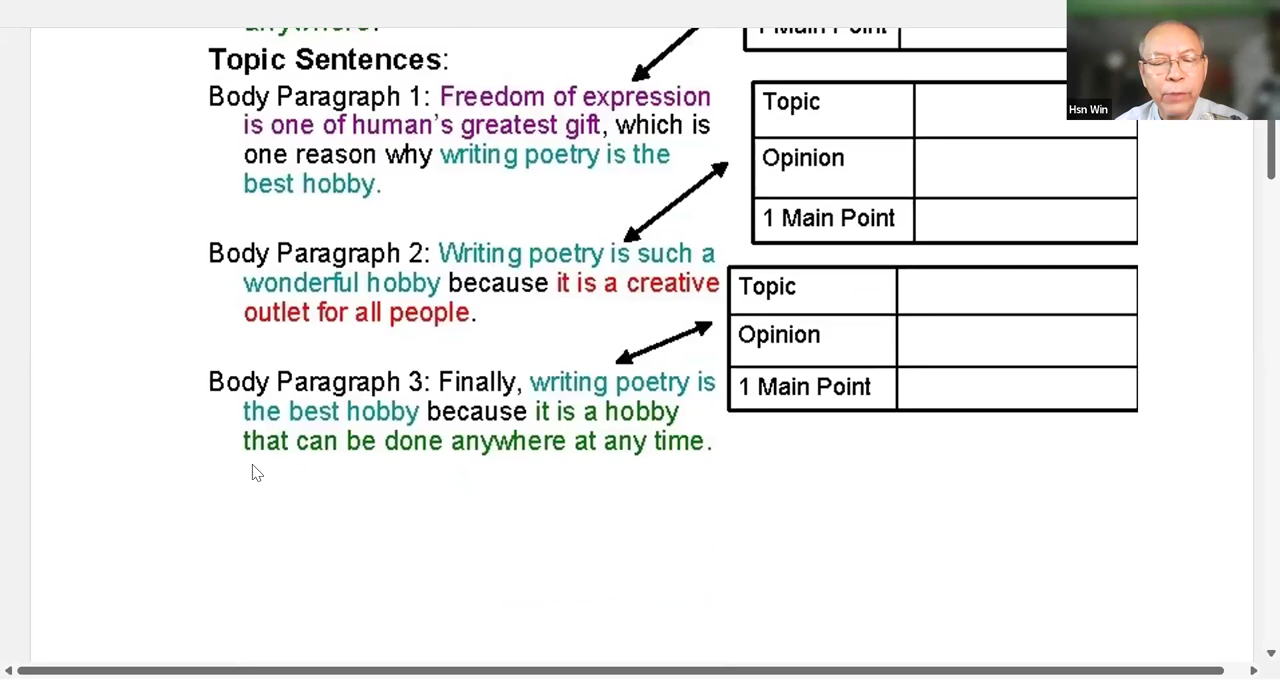 anywhere.
1 Main Point
Topic Sentences:
Body Paragraph 1: Freedom of expression
is one of human's greatest gift, which is
one reason why writing poetry is the
best hobby.
Topic
Opinion
1 Main Point
Body Paragraph 2: Writing poetry is such a
wonderful hobby because it is a creative
outlet for all people.
Topic
Opinion
1 Main Point
Body Paragraph 3: Finally, writing poetry is
the best hobby because it is a hobby
that can be done anywhere at any time.
Hsn Win